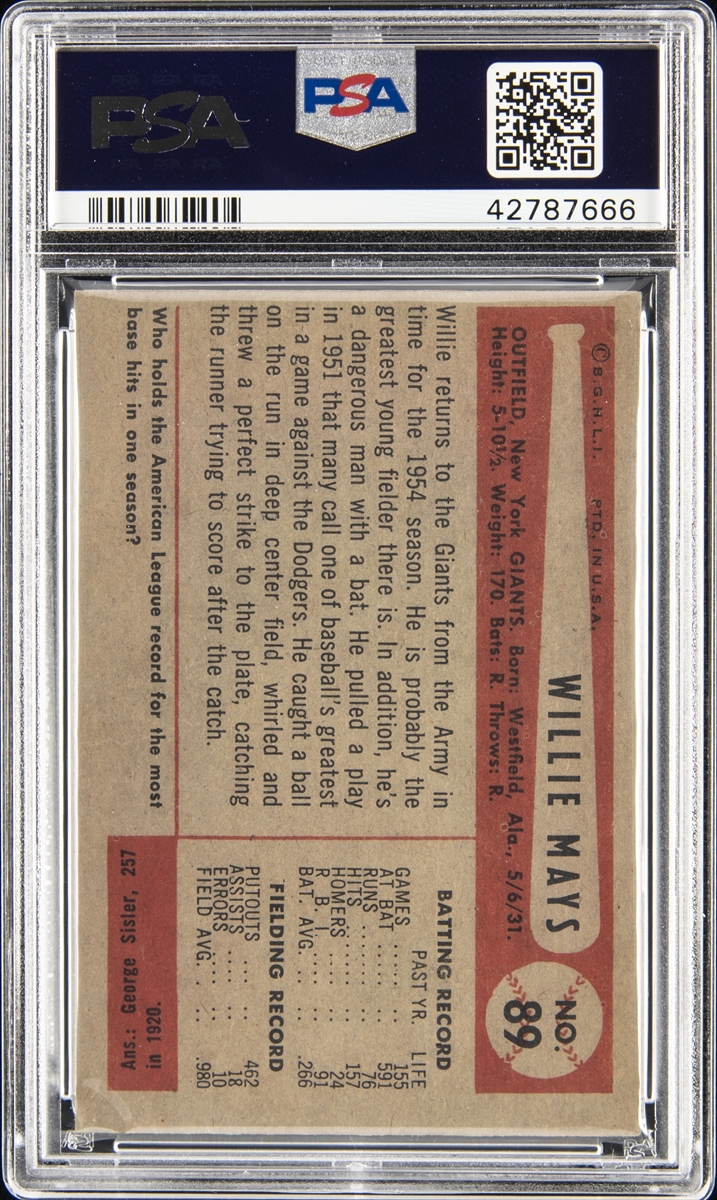 PSA
PSA
42787666
© B.G.H.L.I. PTD. IN U.S.A.
WILLIE MAYS
NO.
89
OUTFIELD, New York GIANTS. Born: Westfield, Ala., 5/6/31.
Height: 5-10½. Weight: 170. Bats: R. Throws: R.
Willie returns to the Giants from the Army in
time for the 1954 season. He is probably the
greatest young fielder there is. In addition, he's
a dangerous man with a bat. He pulled a play
in 1951 that many call one of baseball's greatest
in a game against the Dodgers. He caught a ball
on the run in deep center field, whirled and
threw a perfect strike to the plate, catching
the runner trying to score after the catch.
BATTING RECORD
PAST YR. LIFE
GAMES ..... .. 155
AT BAT ..... .. 591
RUNS ...... .. 76
HITS ...... .. 157
HOMERS .... .. 24
R. B. I. .... .. 91
BAT. AVG. .. .. .266
FIELDING RECORD
PUTOUTS ... .. 462
ASSISTS .... .. 18
ERRORS .... .. 10
FIELD AVG. . .. .980
Who holds the American League record for the most
base hits in one season?
Ans.: George Sisler, 257
in 1920.